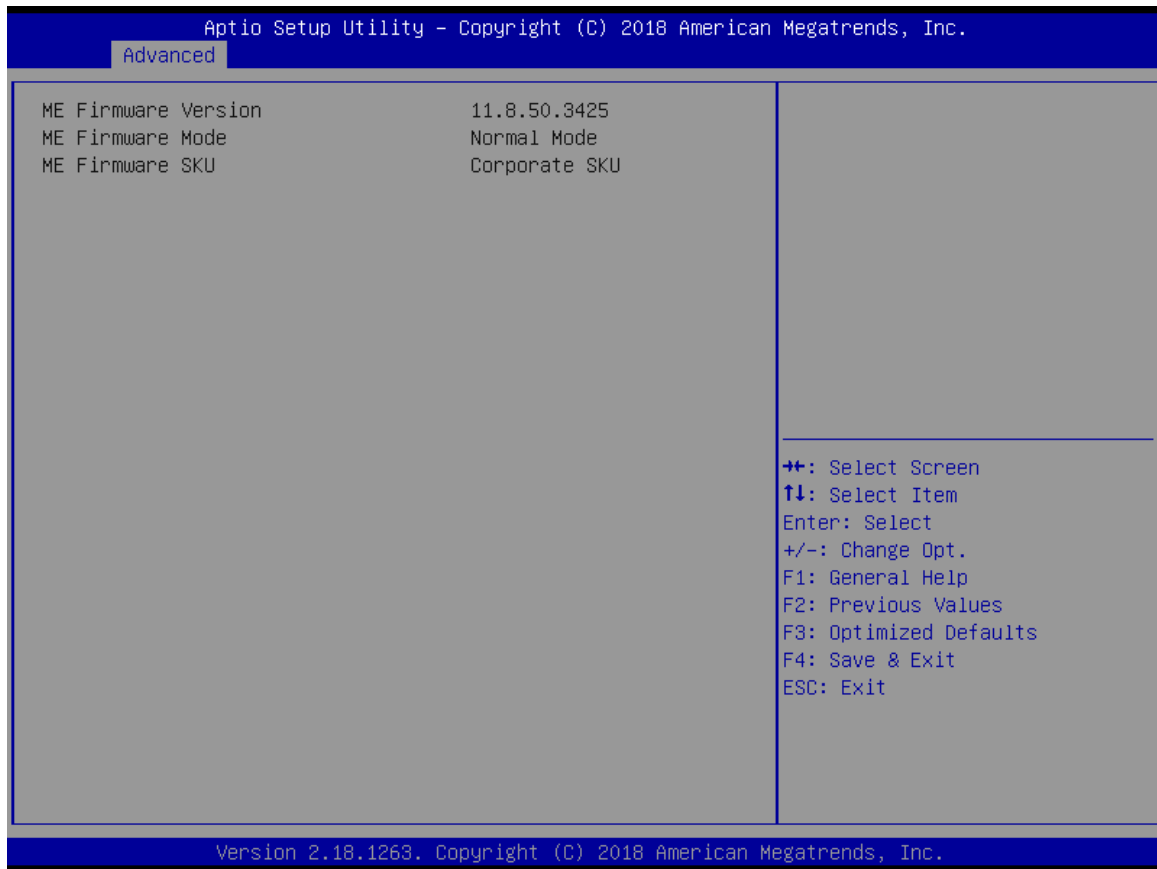 Aptio Setup Utility – Copyright (C) 2018 American Megatrends, Inc.
Advanced
ME Firmware Version 11.8.50.3425
ME Firmware Mode Normal Mode
ME Firmware SKU Corporate SKU
→←: Select Screen
↑↓: Select Item
Enter: Select
+/-: Change Opt.
F1: General Help
F2: Previous Values
F3: Optimized Defaults
F4: Save & Exit
ESC: Exit
Version 2.18.1263. Copyright (C) 2018 American Megatrends, Inc.